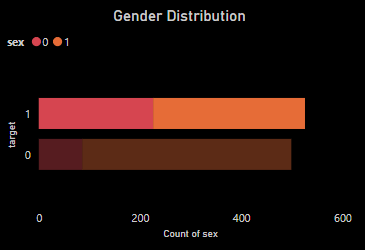 Gender Distribution
sex 0 1
target
1
0
0 200 400 600
Count of sex